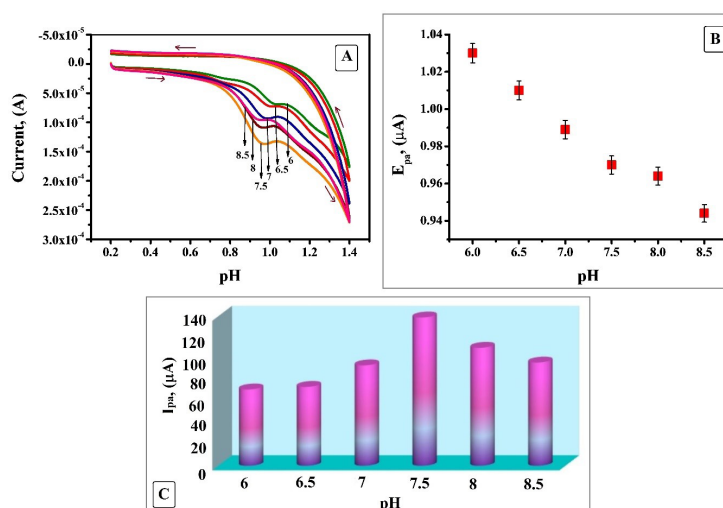 A
-5.0x10⁻⁵
0.0
5.0x10⁻⁵
1.0x10⁻⁴
1.5x10⁻⁴
2.0x10⁻⁴
2.5x10⁻⁴
3.0x10⁻⁴
Current, (A)
8.5
8
7.5
7
6.5
6
0.2 0.4 0.6 0.8 1.0 1.2 1.4
pH
B
1.04
1.02
1.00
0.98
0.96
0.94
Epa, (μA)
6.0 6.5 7.0 7.5 8.0 8.5
pH
140
120
100
80
60
40
20
0
Ipa, (μA)
6 6.5 7 7.5 8 8.5
pH
C